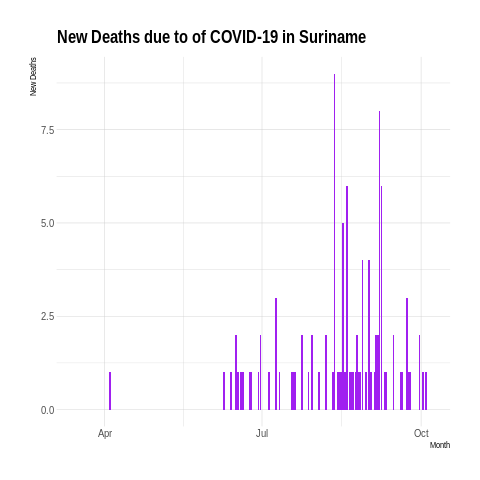 New Deaths due to of COVID-19 in Suriname
New Deaths
7.5
5.0
2.5
0.0
Apr
Jul
Oct
Month